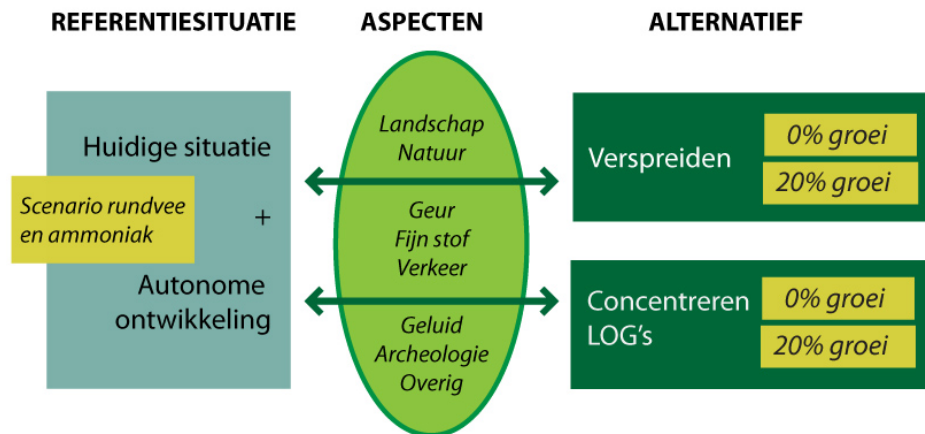 REFERENTIESITUATIE
ASPECTEN
ALTERNATIEF
Huidige situatie
Scenario rundvee
en ammoniak
+
Autonome
ontwikkeling
Landschap
Natuur
Geur
Fijn stof
Verkeer
Geluid
Archeologie
Overig
Verspreiden
0% groei
20% groei
Concentreren
LOG's
0% groei
20% groei